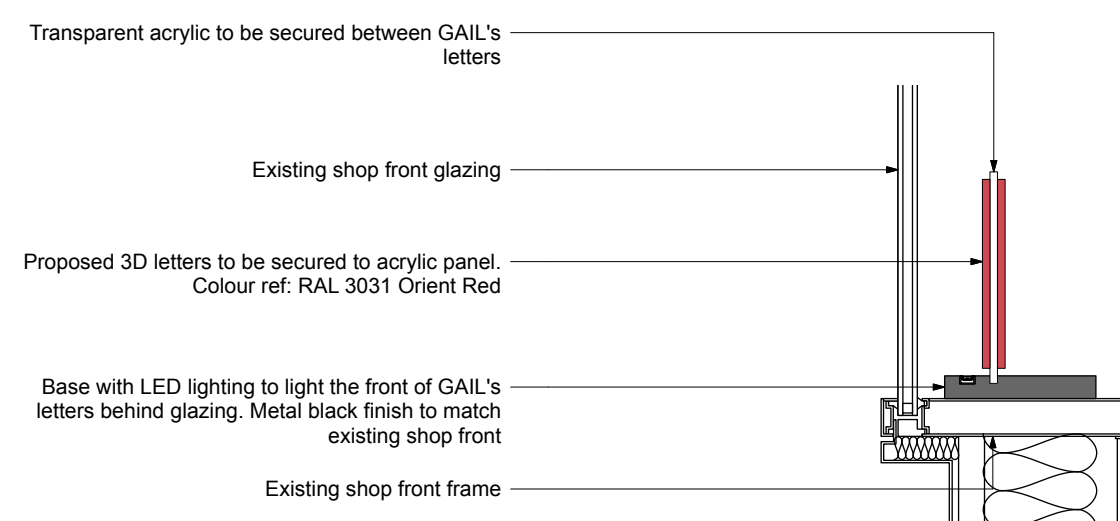 Transparent acrylic to be secured between GAIL's
letters
Existing shop front glazing
Proposed 3D letters to be secured to acrylic panel.
Colour ref: RAL 3031 Orient Red
Base with LED lighting to light the front of GAIL's
letters behind glazing. Metal black finish to match
existing shop front
Existing shop front frame